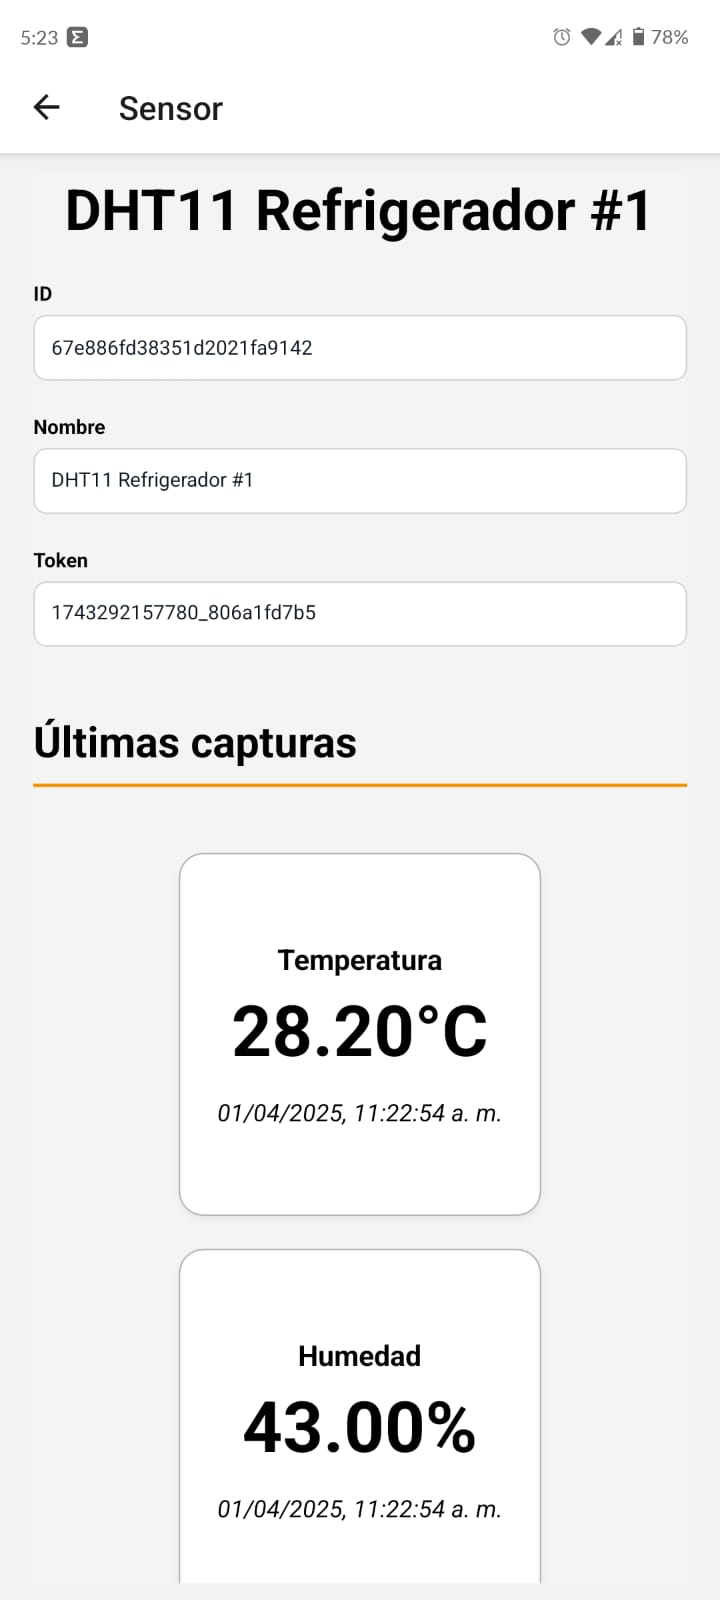 5:23 Σ 78%
Sensor
DHT11 Refrigerador #1
ID
67e886fd38351d2021fa9142
Nombre
DHT11 Refrigerador #1
Token
1743292157780_806a1fd7b5
Últimas capturas
Temperatura
28.20°C
01/04/2025, 11:22:54 a. m.
Humedad
43.00%
01/04/2025, 11:22:54 a. m.